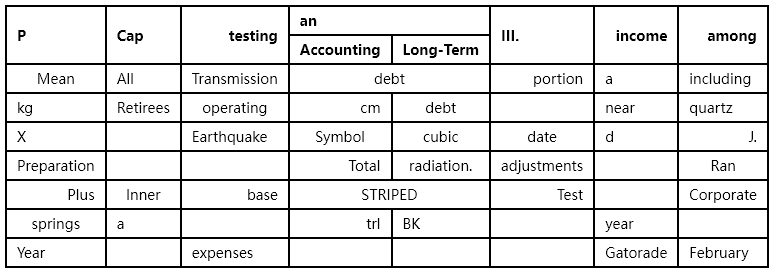 P Cap testing an III. income among
Accounting Long-Term
Mean All Transmission debt portion a including
kg Retirees operating cm debt near quartz
X Earthquake Symbol cubic date d J.
Preparation Total radiation. adjustments Ran
Plus Inner base STRIPED Test Corporate
springs a trl BK year
Year expenses Gatorade February